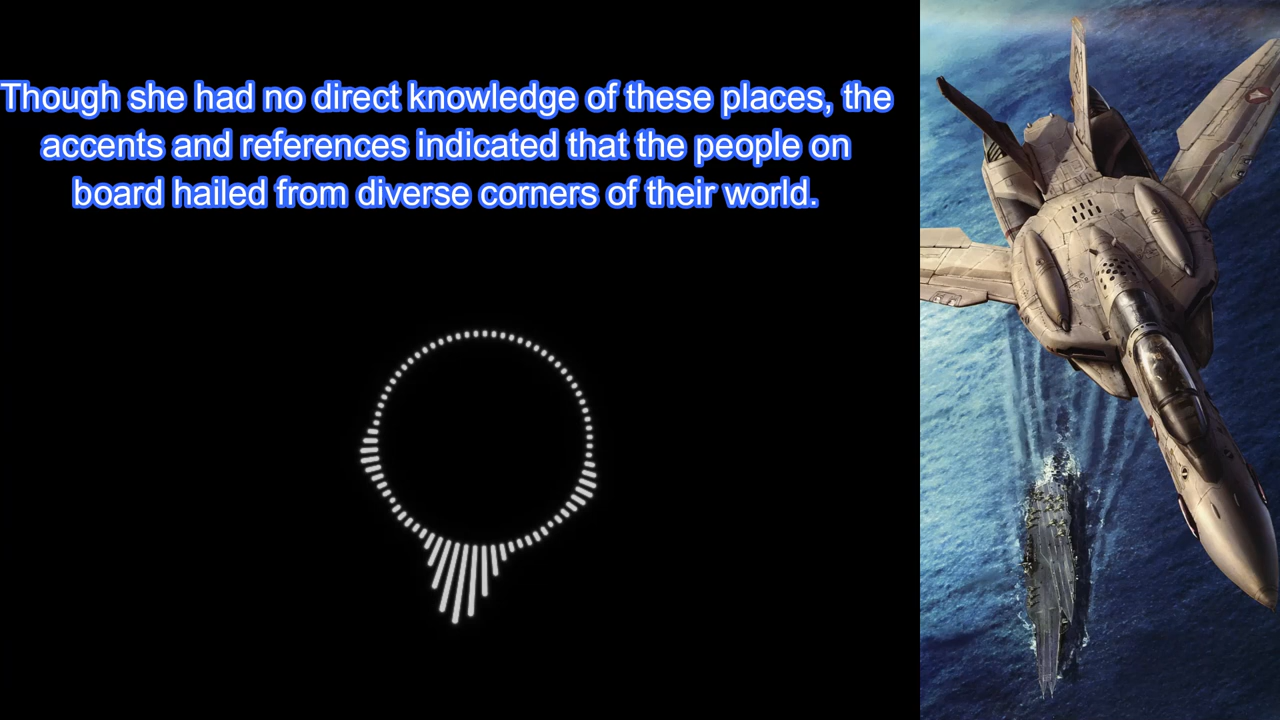 Though she had no direct knowledge of these places, the
accents and references indicated that the people on
board hailed from diverse corners of their world.